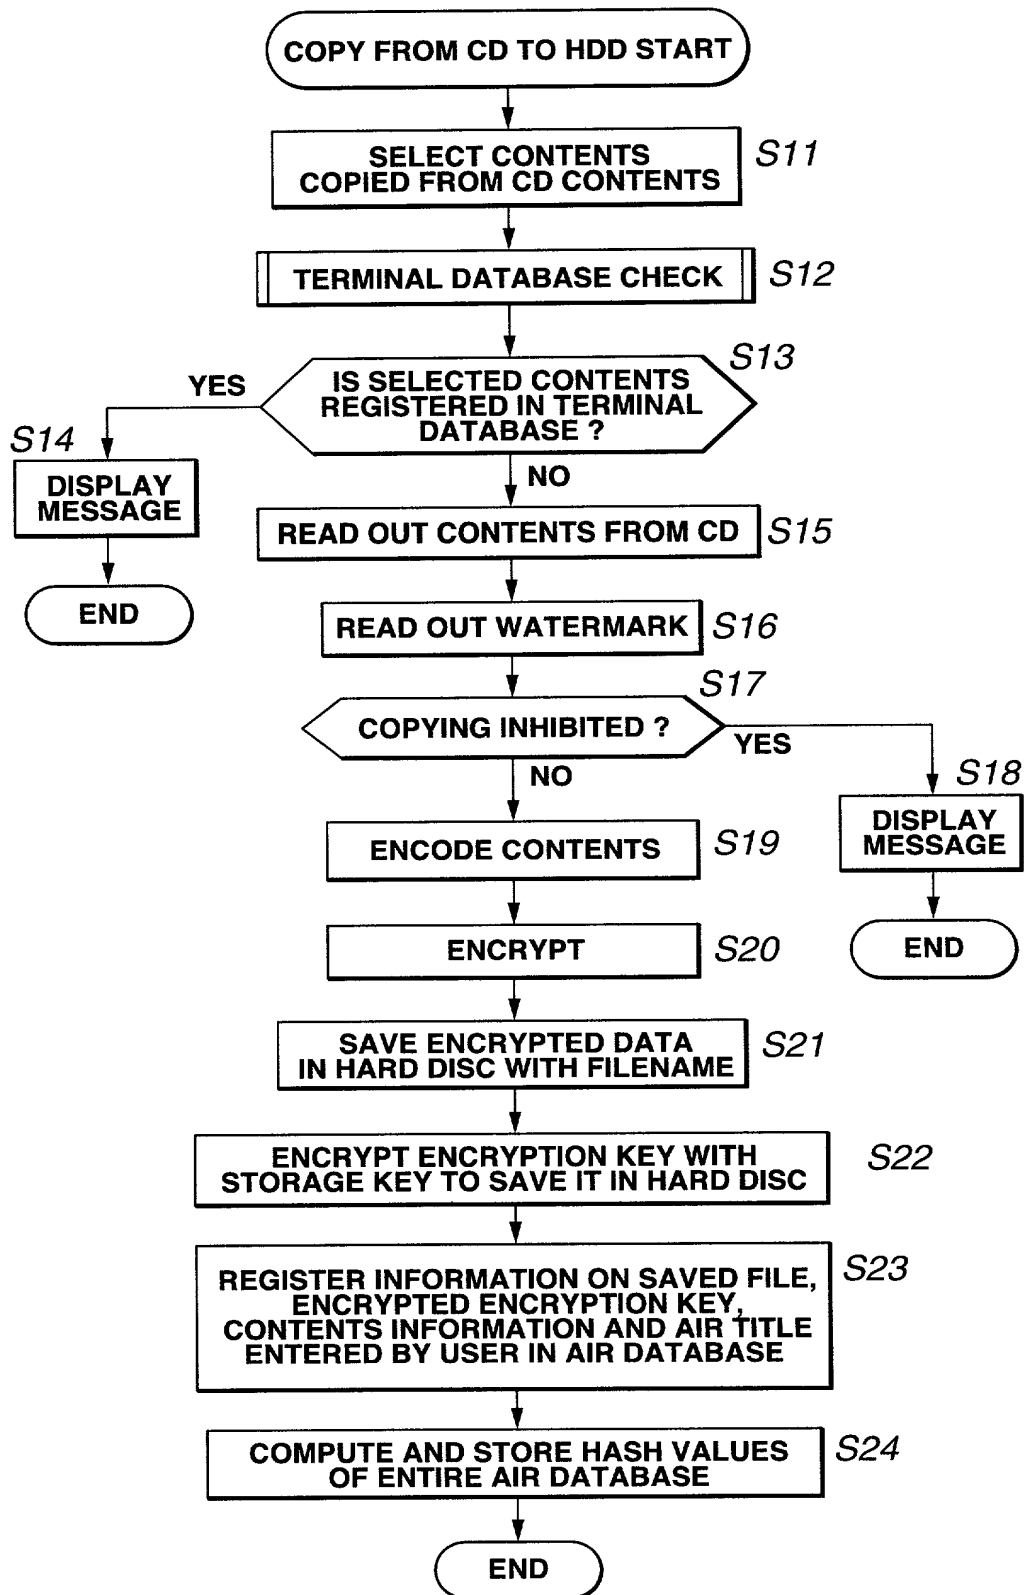 COPY FROM CD TO HDD START
SELECT CONTENTS
COPIED FROM CD CONTENTS
S11
TERMINAL DATABASE CHECK
S12
S13
IS SELECTED CONTENTS
REGISTERED IN TERMINAL
DATABASE ?
YES
S14
DISPLAY
MESSAGE
END
NO
READ OUT CONTENTS FROM CD
S15
READ OUT WATERMARK
S16
S17
COPYING INHIBITED ?
YES
S18
DISPLAY
MESSAGE
END
NO
ENCODE CONTENTS
S19
ENCRYPT
S20
SAVE ENCRYPTED DATA
IN HARD DISC WITH FILENAME
S21
ENCRYPT ENCRYPTION KEY WITH
STORAGE KEY TO SAVE IT IN HARD DISC
S22
REGISTER INFORMATION ON SAVED FILE,
ENCRYPTED ENCRYPTION KEY,
CONTENTS INFORMATION AND AIR TITLE
ENTERED BY USER IN AIR DATABASE
S23
COMPUTE AND STORE HASH VALUES
OF ENTIRE AIR DATABASE
S24
END